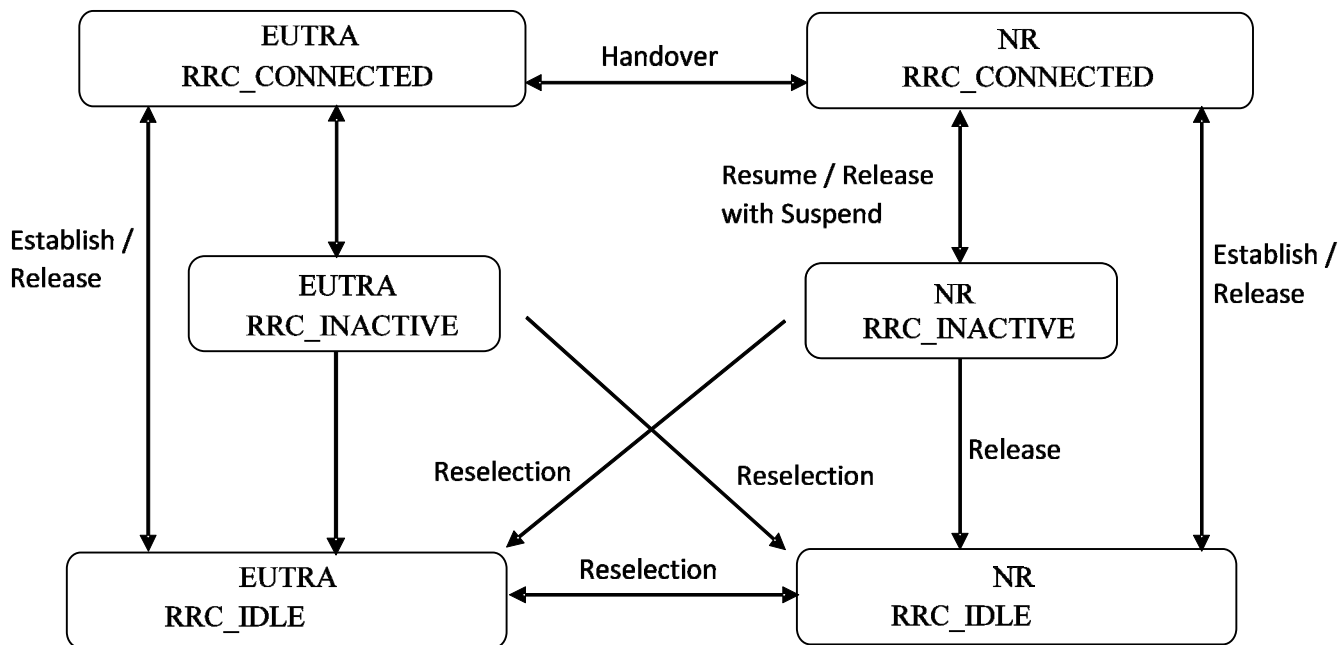 EUTRA
RRC_CONNECTED
Handover
NR
RRC_CONNECTED
Establish /
Release
Resume / Release
with Suspend
Establish /
Release
EUTRA
RRC_INACTIVE
NR
RRC_INACTIVE
Reselection
Reselection
Release
EUTRA
RRC_IDLE
Reselection
NR
RRC_IDLE